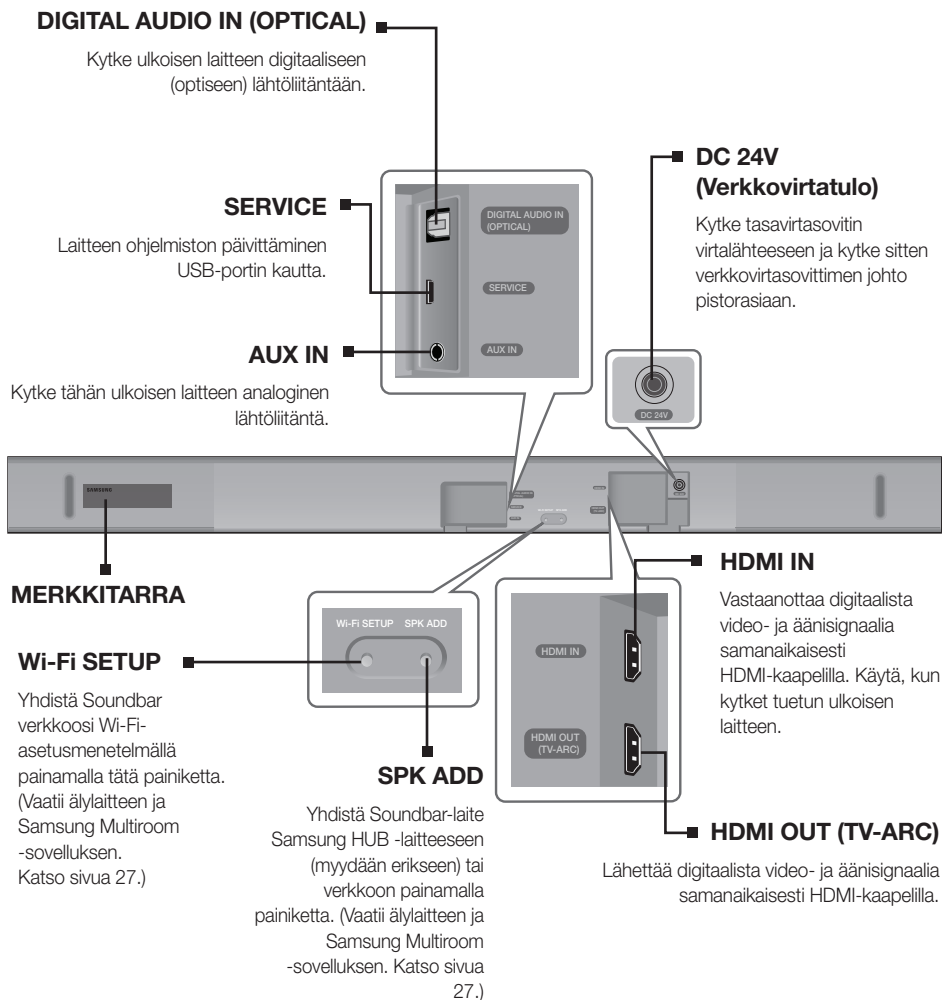 DIGITAL AUDIO IN (OPTICAL)
Kytke ulkoisen laitteen digitaaliseen
(optiseen) lähtöliitäntään.
SERVICE
Laitteen ohjelmiston päivittäminen
USB-portin kautta.
AUX IN
Kytke tähän ulkoisen laitteen analoginen
lähtöliitäntä.
DIGITAL AUDIO IN
(OPTICAL)
SERVICE
AUX IN
DC 24V
(Verkkovirtatulo)
Kytke tasavirtasovitin
virtalähteeseen ja kytke sitten
verkkovirtasovittimen johto
pistorasiaan.
DC 24V
SAMSUNG
MERKKITARRA
Wi-Fi SETUP
Yhdistä Soundbar
verkkoosi Wi-Fi-
asetusmenetelmällä
painamalla tätä painiketta.
(Vaatii älylaitteen ja
Samsung Multiroom
-sovelluksen.
Katso sivua 27.)
Wi-Fi SETUP SPK ADD
SPK ADD
Yhdistä Soundbar-laite
Samsung HUB -laitteeseen
(myydään erikseen) tai
verkkoon painamalla
painiketta. (Vaatii älylaitteen ja
Samsung Multiroom
-sovelluksen. Katso sivua
27.)
HDMI IN
HDMI OUT
(TV-ARC)
HDMI IN
Vastaanottaa digitaalista
video- ja äänisignaalia
samanaikaisesti
HDMI-kaapelilla. Käytä, kun
kytket tuetun ulkoisen
laitteen.
HDMI OUT (TV-ARC)
Lähettää digitaalista video- ja äänisignaalia
samanaikaisesti HDMI-kaapelilla.